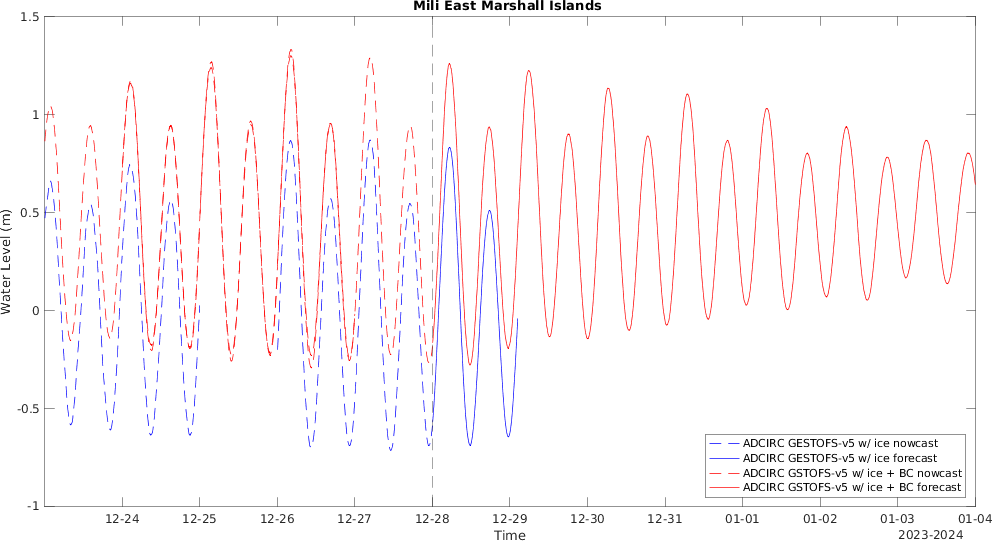 Mili East Marshall Islands
1.5
1
0.5
0
-0.5
-1
Water Level (m)
ADCIRC GESTOFS-v5 w/ ice nowcast
ADCIRC GESTOFS-v5 w/ ice forecast
ADCIRC GSTOFS-v5 w/ ice + BC nowcast
ADCIRC GSTOFS-v5 w/ ice + BC forecast
12-24 12-25 12-26 12-27 12-28 12-29 12-30 12-31 01-01 01-02 01-03 01-04
Time
2023-2024